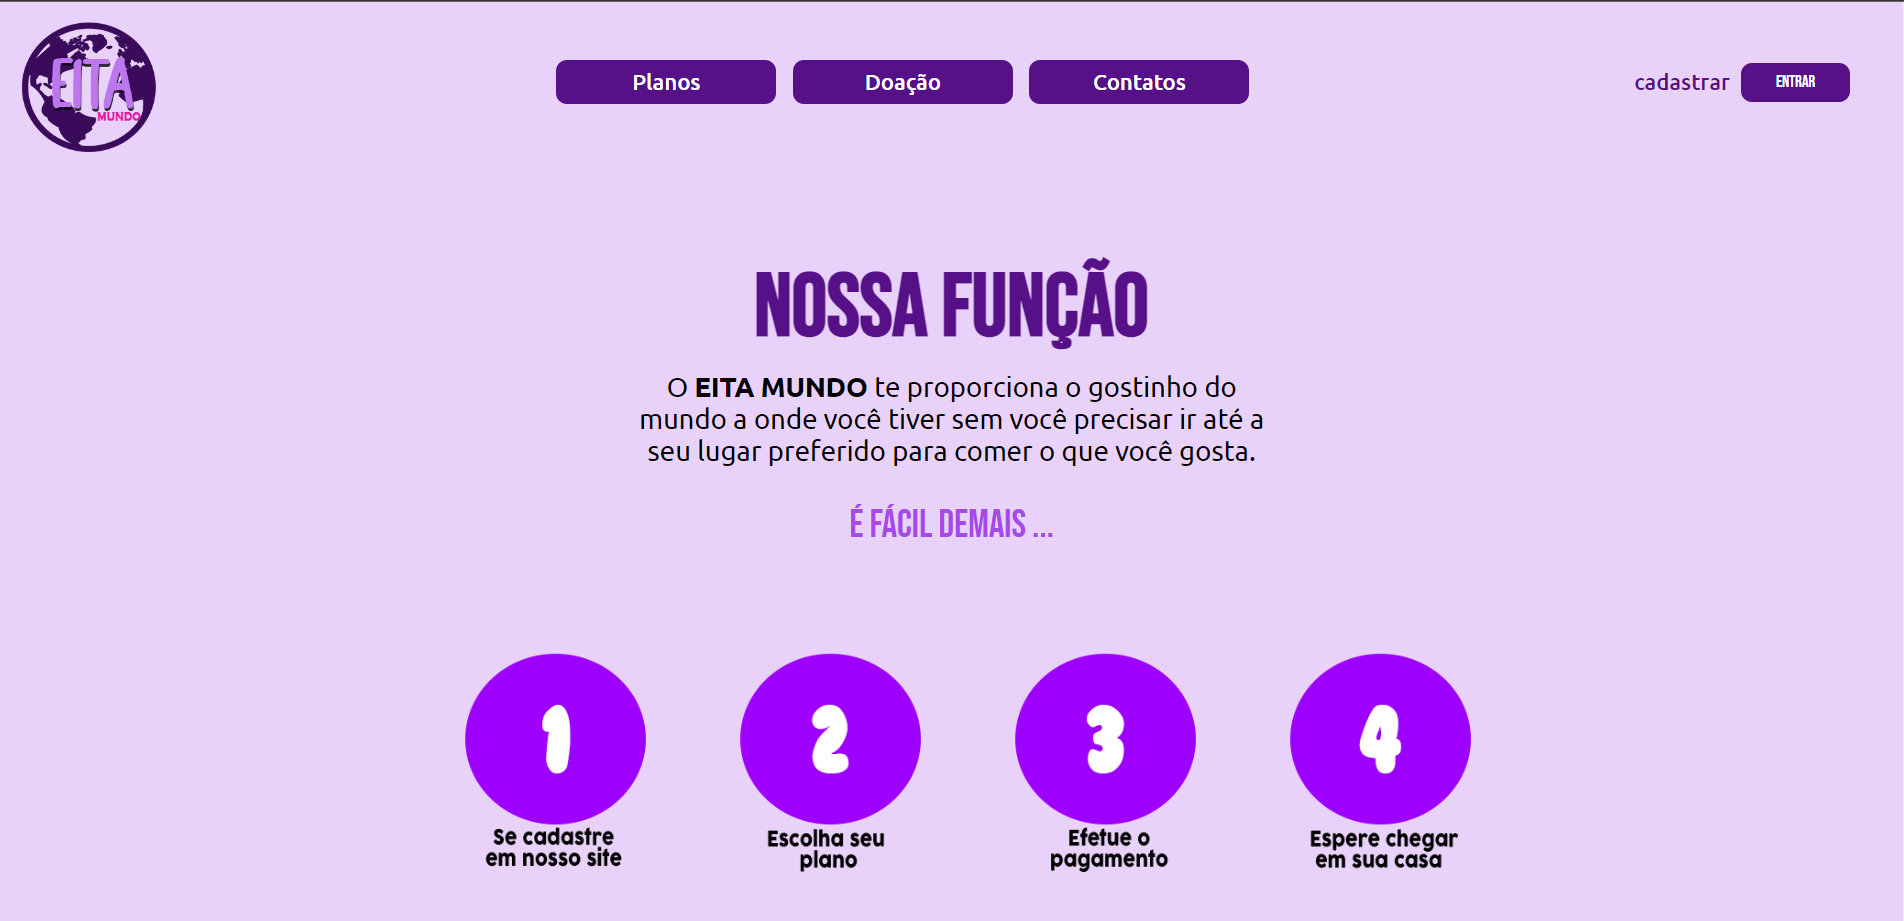 EITA
MUNDO
Planos
Doação
Contatos
cadastrar
ENTRAR
NOSSA FUNÇÃO
O EITA MUNDO te proporciona o gostinho do
mundo a onde você tiver sem você precisar ir até a
seu lugar preferido para comer o que você gosta.
É FÁCIL DEMAIS ...
1
Se cadastre
em nosso site
2
Escolha seu
plano
3
Efetue o
pagamento
4
Espere chegar
em sua casa